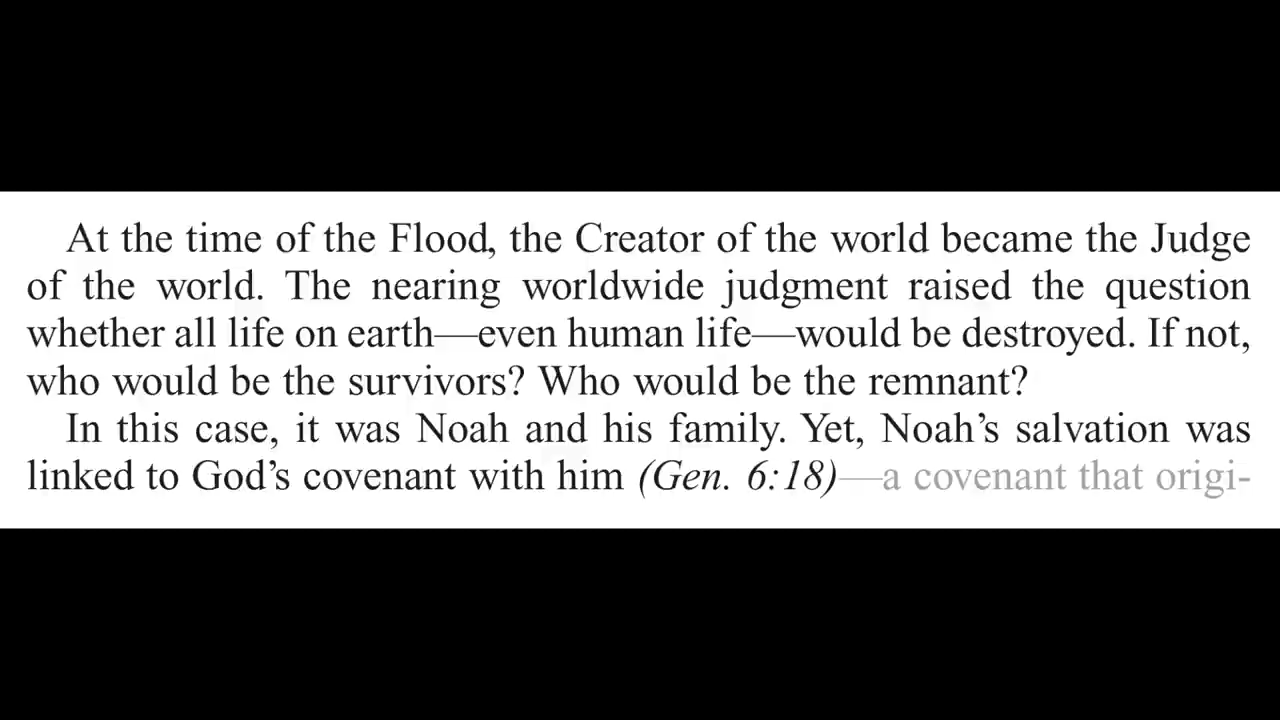 At the time of the Flood, the Creator of the world became the Judge
of the world. The nearing worldwide judgment raised the question
whether all life on earth—even human life—would be destroyed. If not,
who would be the survivors? Who would be the remnant?
In this case, it was Noah and his family. Yet, Noah’s salvation was
linked to God’s covenant with him (Gen. 6:18)—a covenant that origi-